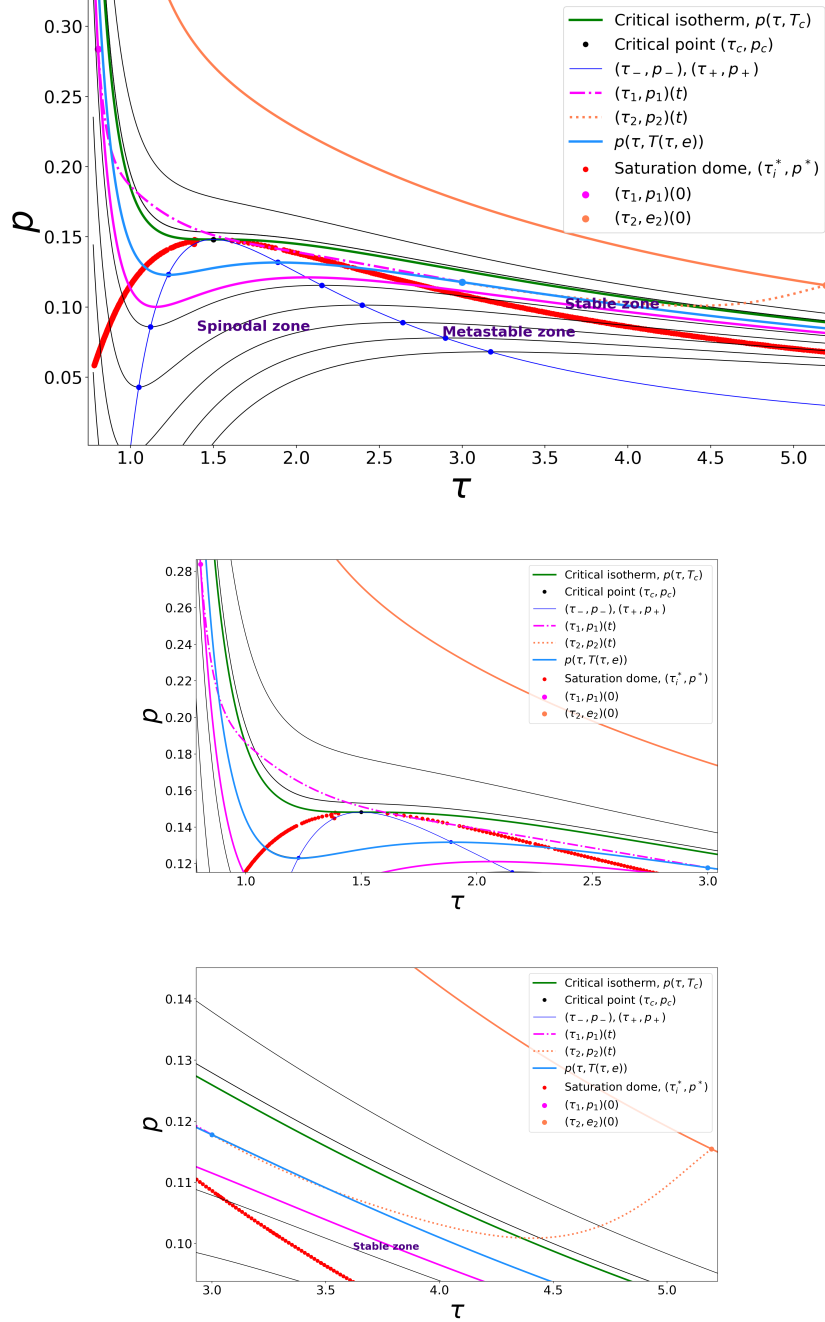 0.30
0.25
0.20
0.15
0.10
0.05
p
1.0 1.5 2.0 2.5 3.0 3.5 4.0 4.5 5.0
τ
Critical isotherm, p(τ, T_c)
Critical point (τ_c, p_c)
(τ_−, p_−), (τ_+, p_+)
(τ_1, p_1)(t)
(τ_2, p_2)(t)
p(τ, T(τ, e))
Saturation dome, (τ_i^*, p^*)
(τ_1, p_1)(0)
(τ_2, e_2)(0)
Stable zone
Spinodal zone
Metastable zone
0.28
0.26
0.24
0.22
0.20
0.18
0.16
0.14
0.12
p
1.0 1.5 2.0 2.5 3.0
τ
Critical isotherm, p(τ, T_c)
Critical point (τ_c, p_c)
(τ_−, p_−), (τ_+, p_+)
(τ_1, p_1)(t)
(τ_2, p_2)(t)
p(τ, T(τ, e))
Saturation dome, (τ_i^*, p^*)
(τ_1, p_1)(0)
(τ_2, e_2)(0)
0.14
0.13
0.12
0.11
0.10
p
3.0 3.5 4.0 4.5 5.0
τ
Critical isotherm, p(τ, T_c)
Critical point (τ_c, p_c)
(τ_−, p_−), (τ_+, p_+)
(τ_1, p_1)(t)
(τ_2, p_2)(t)
p(τ, T(τ, e))
Saturation dome, (τ_i^*, p^*)
(τ_1, p_1)(0)
(τ_2, e_2)(0)
Stable zone